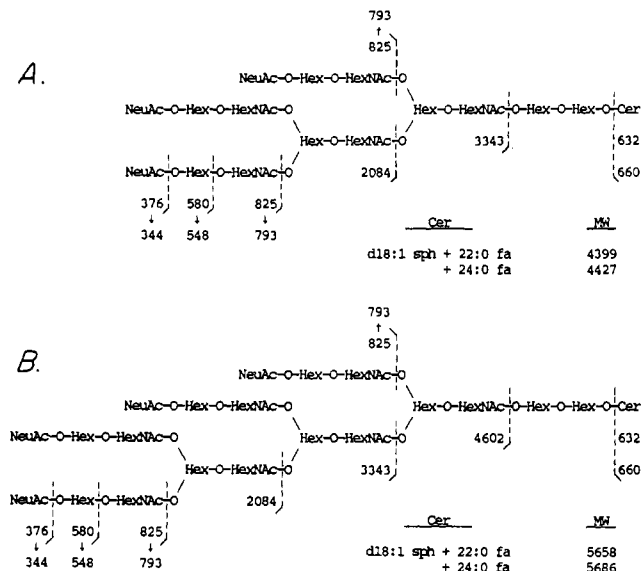 793
↑
825
A.
NeuAc-O-Hex-O-HexNAc-O
NeuAc-O-Hex-O-HexNAc-O
Hex-O-HexNAc-O-Hex-O-Hex-O-Cer
Hex-O-HexNAc-O
3343
632
NeuAc-O-Hex-O-HexNAc-O
2084
660
376 580 825
↓ ↓ ↓
344 548 793
Cer MW
d18:1 sph + 22:0 fa 4399
+ 24:0 fa 4427
793
↑
825
B.
NeuAc-O-Hex-O-HexNAc-O
NeuAc-O-Hex-O-HexNAc-O
Hex-O-HexNAc-O-Hex-O-Hex-O-Cer
NeuAc-O-Hex-O-HexNAc-O
Hex-O-HexNAc-O
4602
632
Hex-O-HexNAc-O
3343
660
NeuAc-O-Hex-O-HexNAc-O
2084
376 580 825
↓ ↓ ↓
344 548 793
Cer MW
d18:1 sph + 22:0 fa 5658
+ 24:0 fa 5686